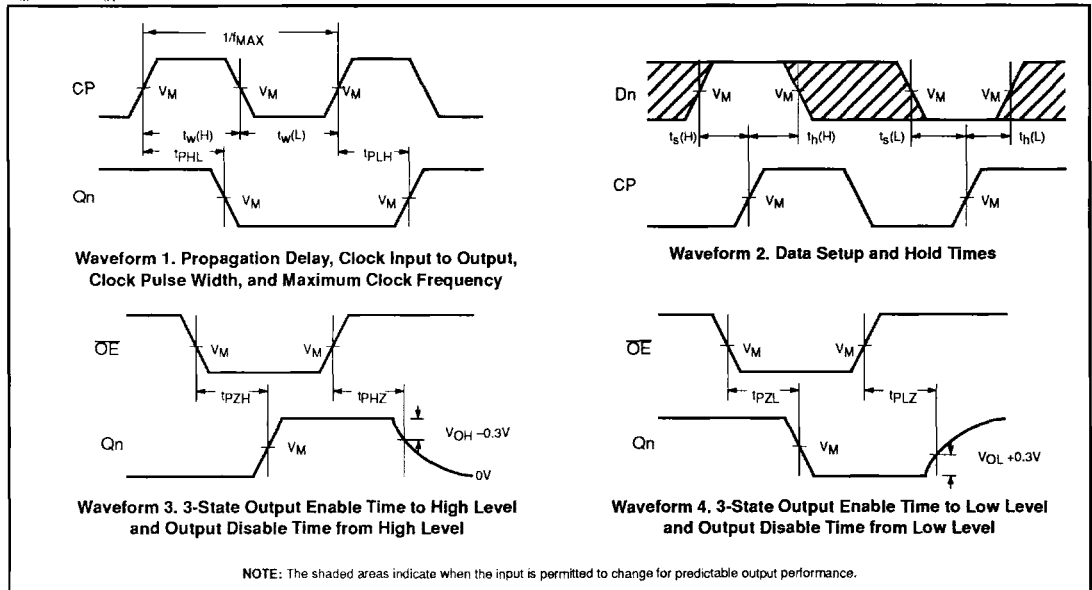 1/fMAX
CP
VM VM VM
tw(H) tw(L)
tPHL tPLH
Qn
VM VM
Waveform 1. Propagation Delay, Clock Input to Output,
Clock Pulse Width, and Maximum Clock Frequency
Dn
VM VM VM VM
ts(H) th(H) ts(L) th(L)
CP
VM VM
Waveform 2. Data Setup and Hold Times
OE
VM VM
tPZH tPHZ
Qn
VM
VOH –0.3V
0V
Waveform 3. 3-State Output Enable Time to High Level
and Output Disable Time from High Level
OE
VM VM
tPZL tPLZ
Qn
VM
VOL +0.3V
Waveform 4. 3-State Output Enable Time to Low Level
and Output Disable Time from Low Level
NOTE: The shaded areas indicate when the input is permitted to change for predictable output performance.